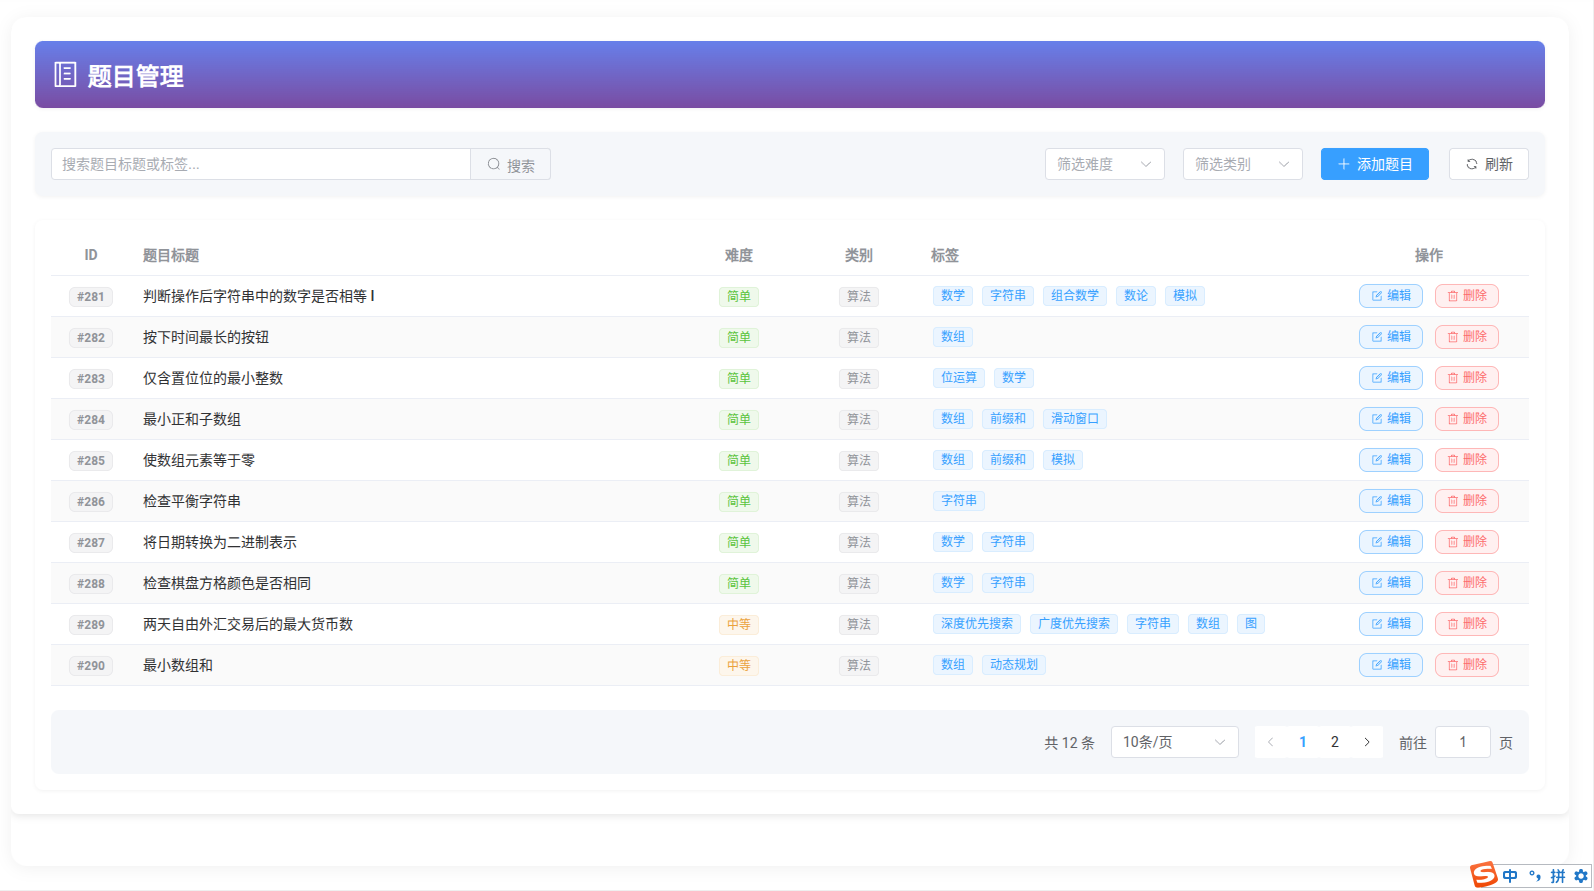 题目管理
搜索题目标题或标签... 搜索 筛选难度 筛选类别 添加题目 刷新
ID 题目标题 难度 类别 标签 操作
#281 判断操作后字符串中的数字是否相等 I 简单 算法 数学 字符串 组合数学 数论 模拟 编辑 删除
#282 按下时间最长的按钮 简单 算法 数组 编辑 删除
#283 仅含置位位的最小整数 简单 算法 位运算 数学 编辑 删除
#284 最小正和子数组 简单 算法 数组 前缀和 滑动窗口 编辑 删除
#285 使数组元素等于零 简单 算法 数组 前缀和 模拟 编辑 删除
#286 检查平衡字符串 简单 算法 字符串 编辑 删除
#287 将日期转换为二进制表示 简单 算法 数学 字符串 编辑 删除
#288 检查棋盘方格颜色是否相同 简单 算法 数学 字符串 编辑 删除
#289 两天自由外汇交易后的最大货币数 中等 算法 深度优先搜索 广度优先搜索 字符串 数组 图 编辑 删除
#290 最小数组和 中等 算法 数组 动态规划 编辑 删除
共 12 条 10条/页 1 2 前往 1 页
S 中 °, 拼